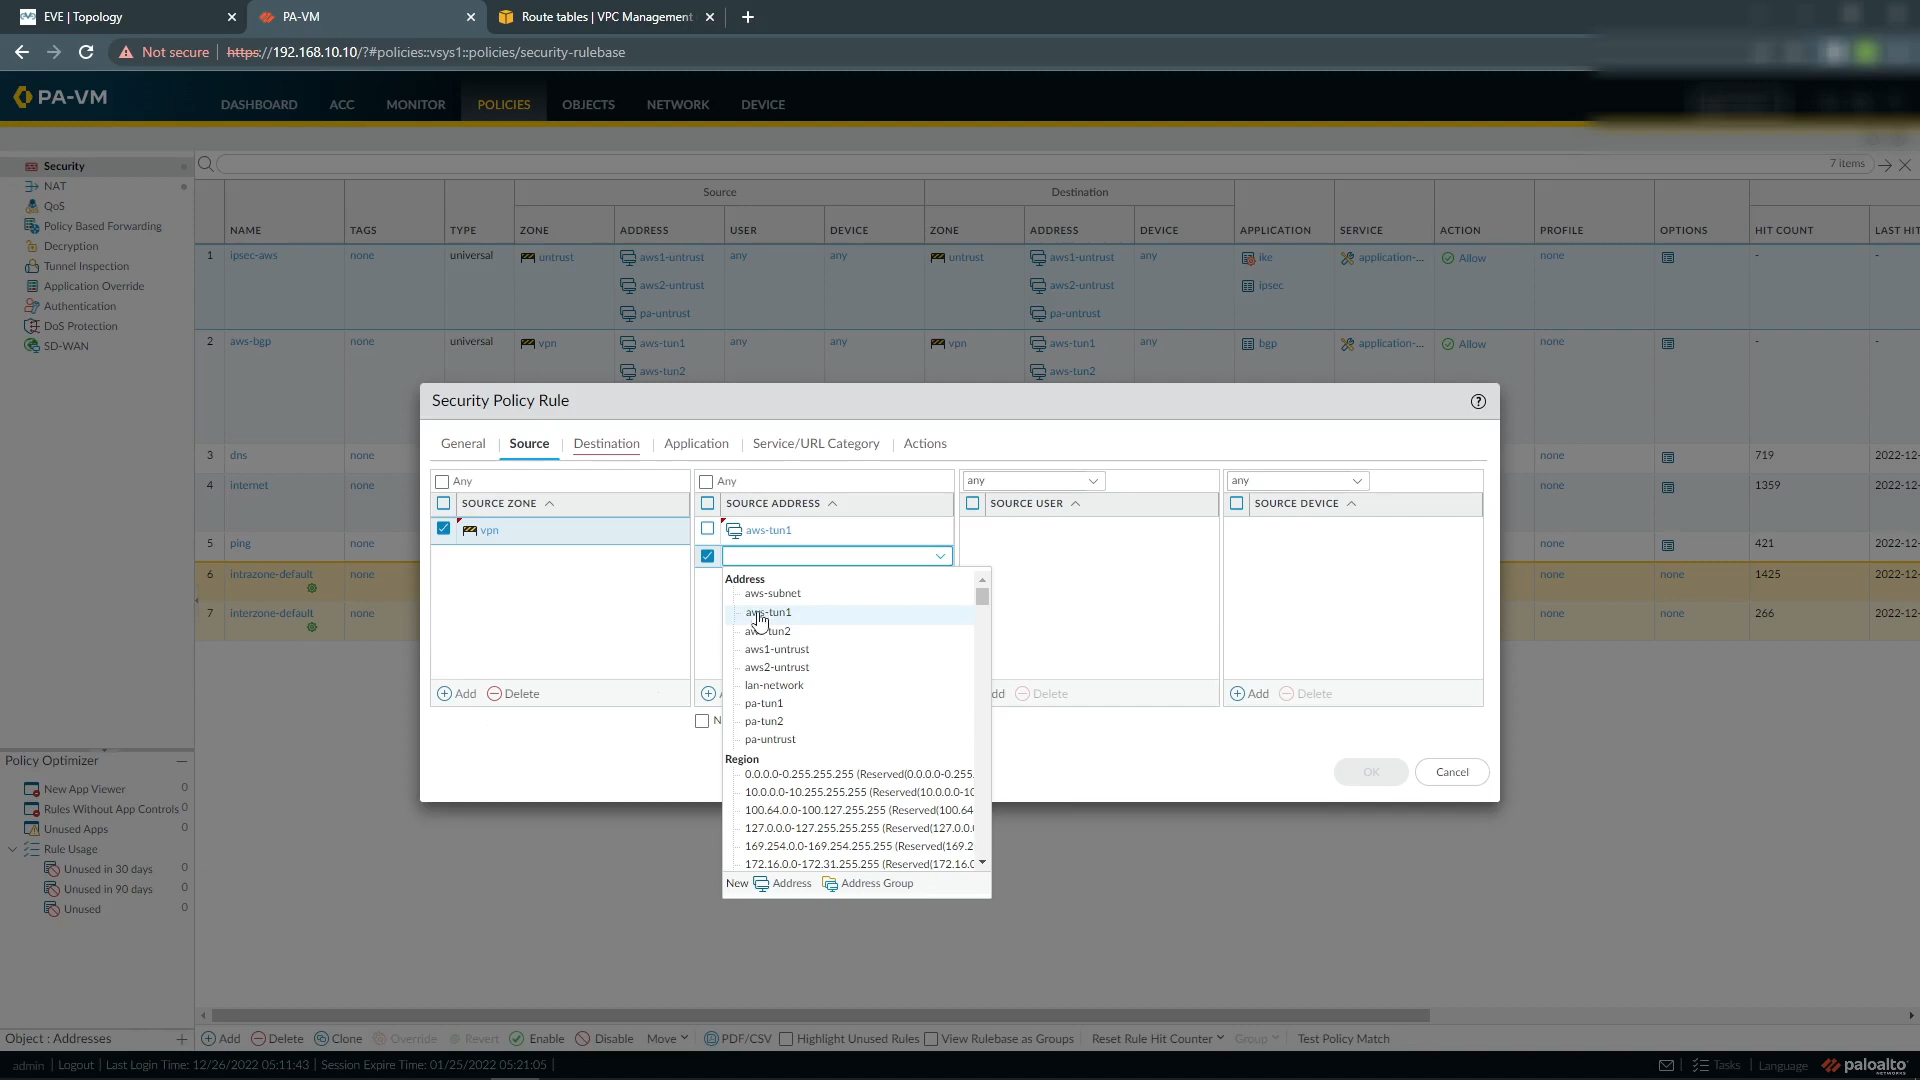 EVE | Topology
PA-VM
Route tables | VPC Management
Not secure
https://192.168.10.10/?#policies::vsys1::policies/security-rulebase
PA-VM
DASHBOARD
ACC
MONITOR
POLICIES
OBJECTS
NETWORK
DEVICE
7 items
Security
NAT
QoS
Policy Based Forwarding
Decryption
Tunnel Inspection
Application Override
Authentication
DoS Protection
SD-WAN
Source
Destination
NAME TAGS TYPE ZONE ADDRESS USER DEVICE ZONE ADDRESS DEVICE APPLICATION SERVICE ACTION PROFILE OPTIONS HIT COUNT LAST HIT
1 ipsec-aws none universal untrust aws1-untrust any any untrust aws1-untrust any ike application-... Allow none - -
aws2-untrust aws2-untrust ipsec
pa-untrust pa-untrust
2 aws-bgp none universal vpn aws-tun1 any any vpn aws-tun1 any bgp application-... Allow none - -
aws-tun2 aws-tun2
3 dns none none 719 2022-12-
4 internet none none 1359 2022-12-
5 ping none none 421 2022-12-
6 intrazone-default none none none 1425 2022-12-
7 interzone-default none none none 266 2022-12-
Security Policy Rule
General
Source
Destination
Application
Service/URL Category
Actions
Any
Any
any
any
SOURCE ZONE
SOURCE ADDRESS
SOURCE USER
SOURCE DEVICE
vpn
aws-tun1
Address
aws-subnet
aws-tun1
aws1-untrust
aws2-untrust
lan-network
pa-tun1
pa-tun2
pa-untrust
Region
0.0.0.0-0.255.255.255 (Reserved(0.0.0.0-0.255.
10.0.0.0-10.255.255.255 (Reserved(10.0.0.0-10
100.64.0.0-100.127.255.255 (Reserved(100.64
127.0.0.0-127.255.255.255 (Reserved(127.0.0.
169.254.0.0-169.254.255.255 (Reserved(169.2
172.16.0.0-172.31.255.255 (Reserved(172.16.0
New Address Address Group
Add Delete
Delete
Add Delete
OK
Cancel
Policy Optimizer
New App Viewer 0
Rules Without App Controls 0
Unused Apps 0
Rule Usage
Unused in 30 days 0
Unused in 90 days 0
Unused 0
Object : Addresses
Add Delete Clone Override Revert Enable Disable Move PDF/CSV Highlight Unused Rules View Rulebase as Groups Reset Rule Hit Counter Group Test Policy Match
admin | Logout | Last Login Time: 12/26/2022 05:11:43 | Session Expire Time: 01/25/2022 05:21:05
Tasks | Language
paloalto
NETWORKS